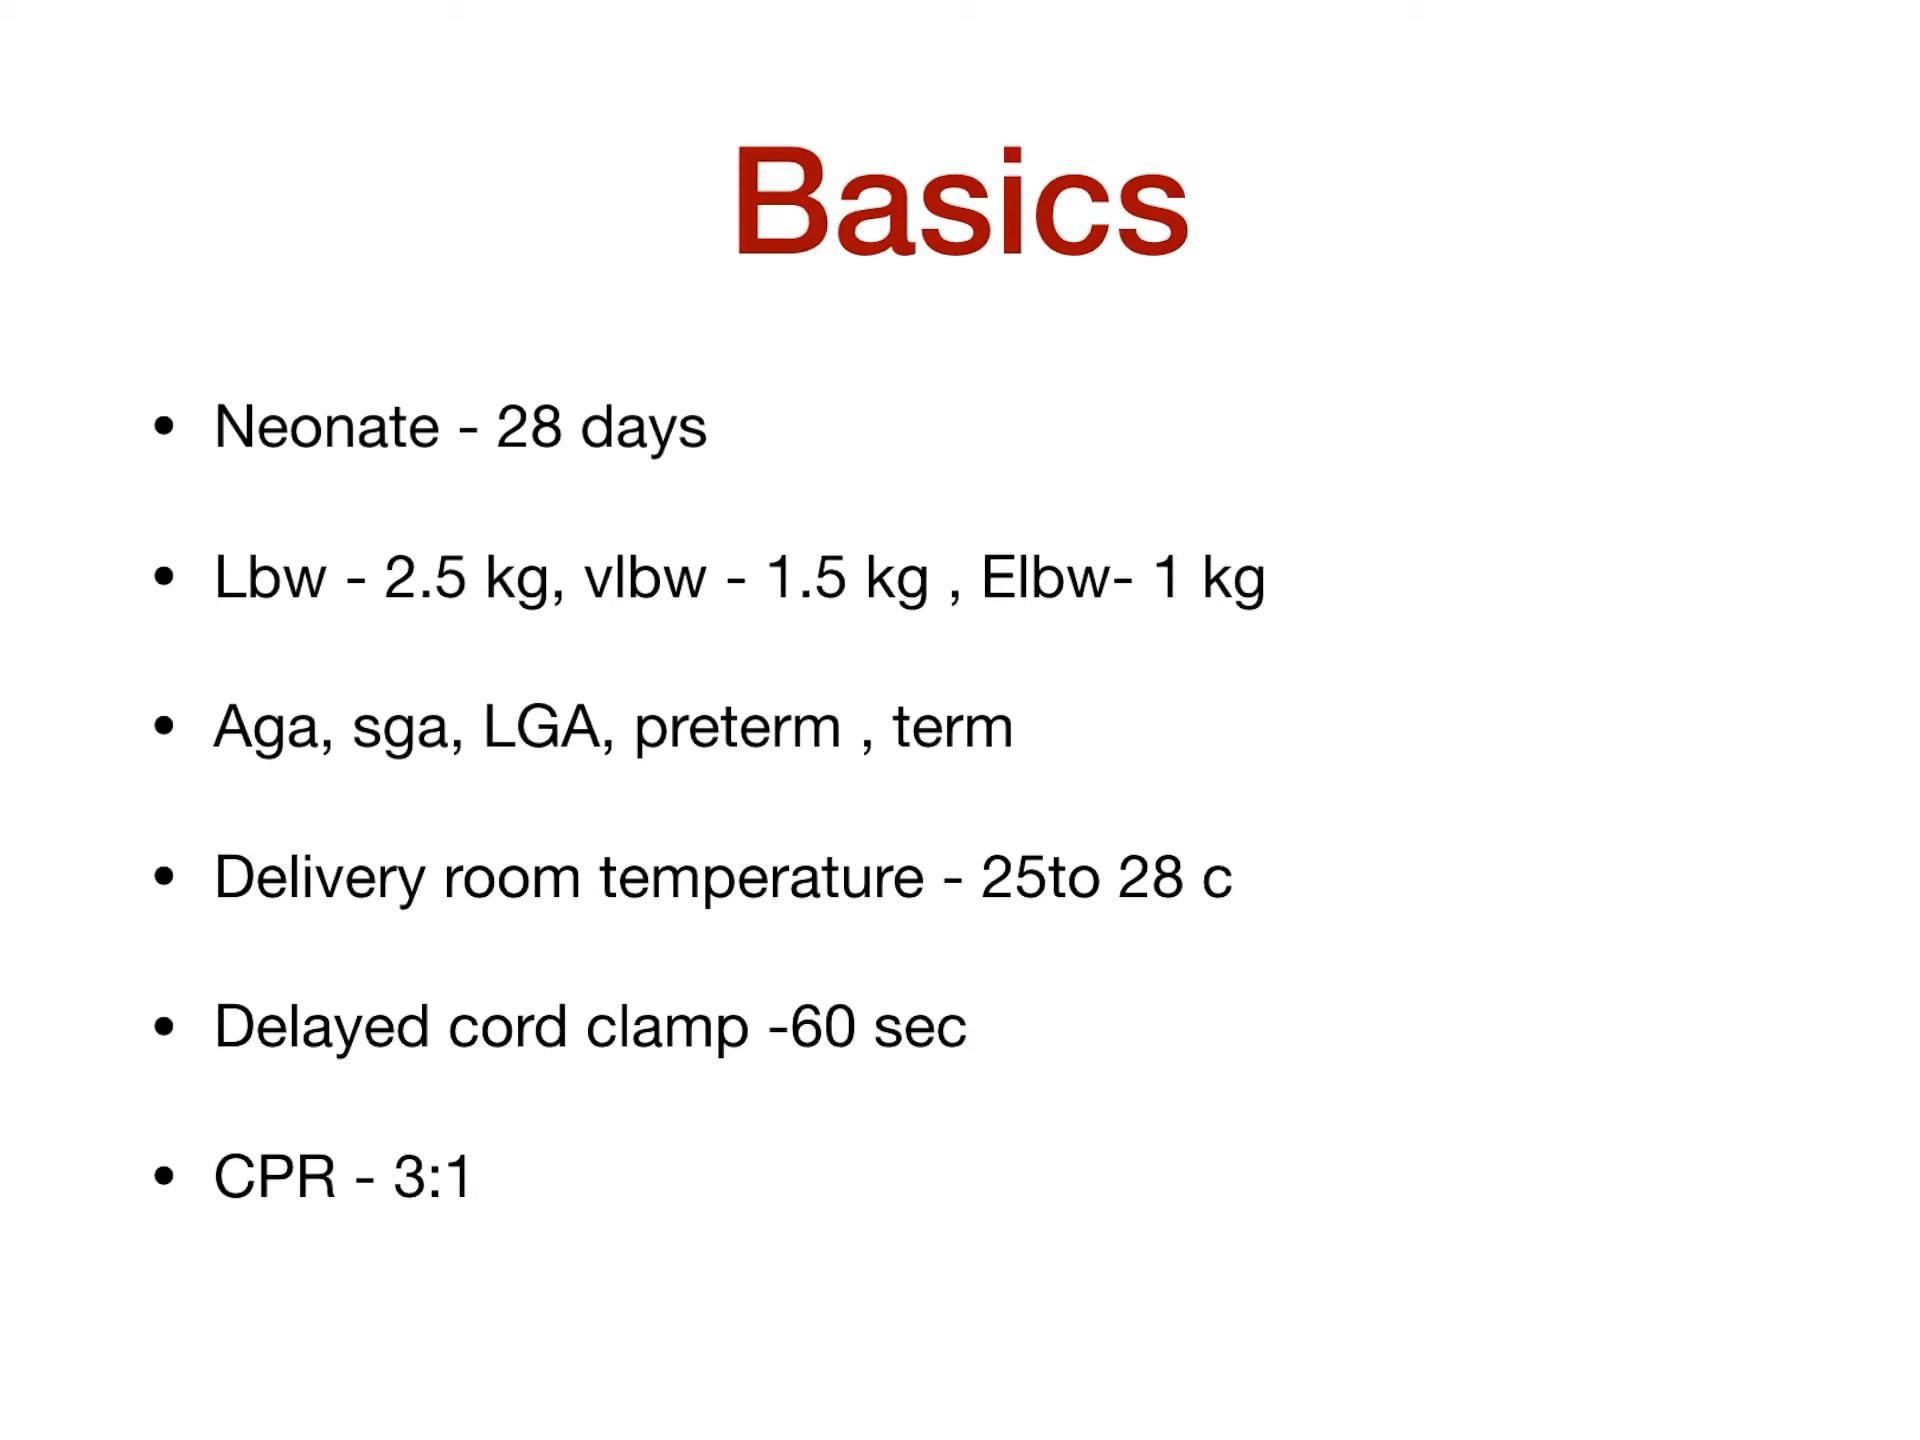 Basics
• Neonate - 28 days
• Lbw - 2.5 kg, vlbw - 1.5 kg , Elbw- 1 kg
• Aga, sga, LGA, preterm , term
• Delivery room temperature - 25to 28 c
• Delayed cord clamp -60 sec
• CPR - 3:1